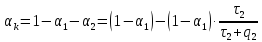 α_k = 1 − α_1 − α_2 = (1 − α_1) − (1 − α_1) · τ_2 / (τ_2 + q_2)